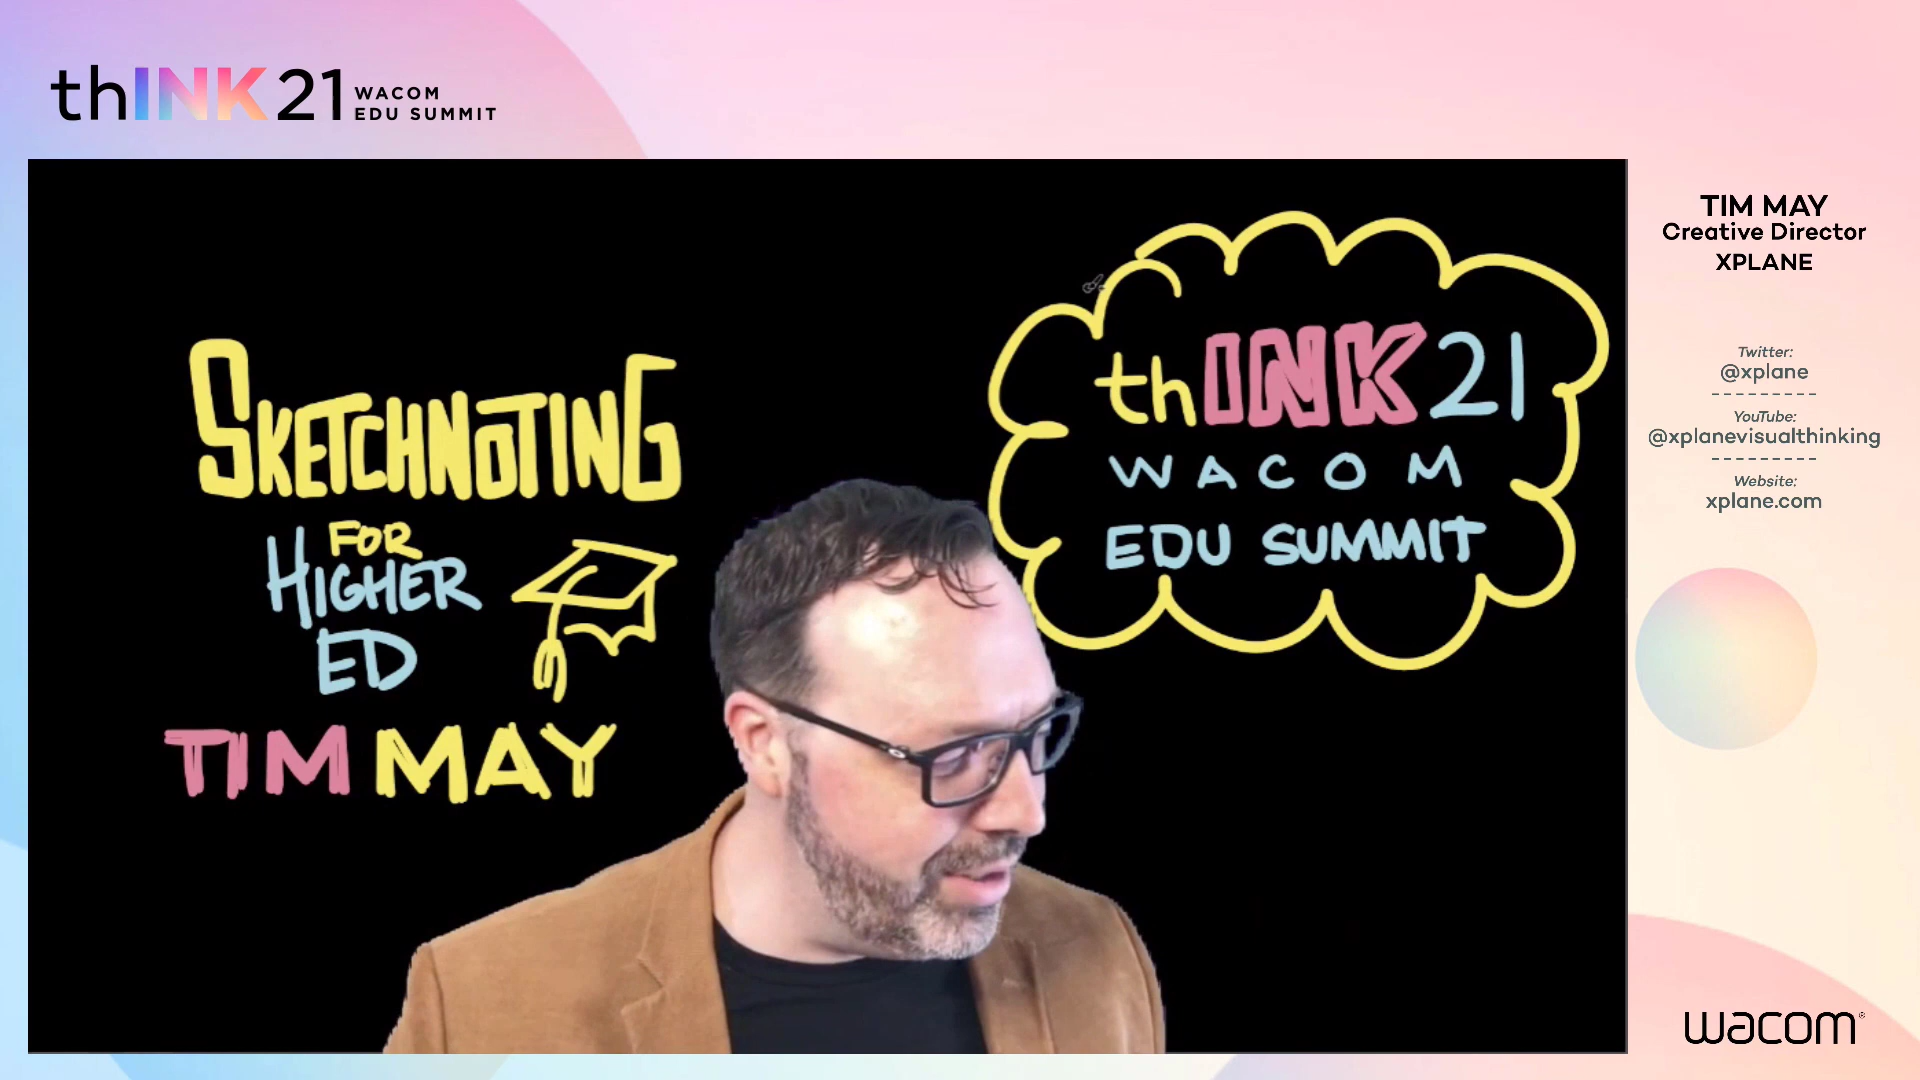 thINK21 WACOM
EDU SUMMIT
SKETCHNOTING
FOR
HIGHER
ED
TIM MAY
thINK21
WACOM
EDU SUMMIT
TIM MAY
Creative Director
XPLANE
Twitter:
@xplane
YouTube:
@xplanevisualthinking
Website:
xplane.com
wacom®